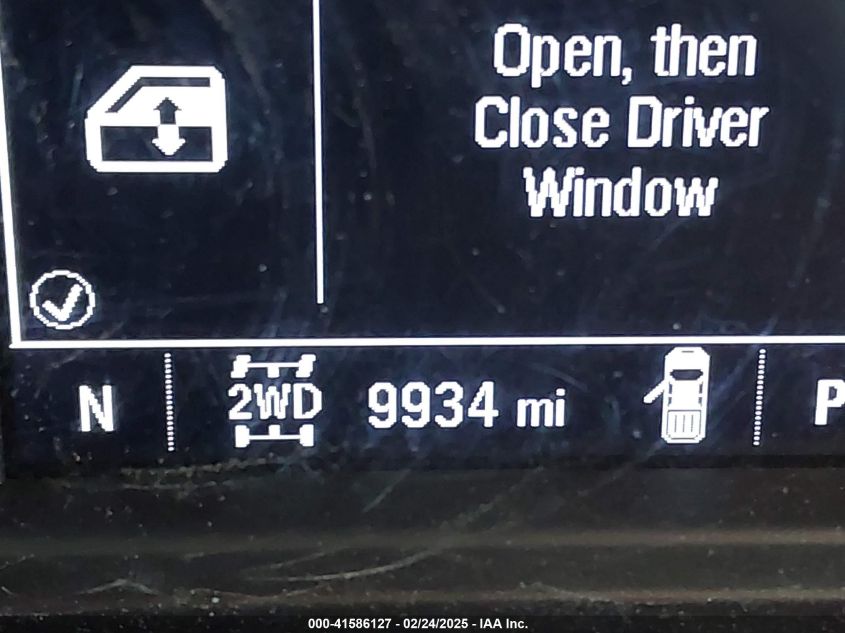 Open, then
Close Driver
Window
N 2WD 9934 mi P
000-41586127 - 02/24/2025 - IAA Inc.